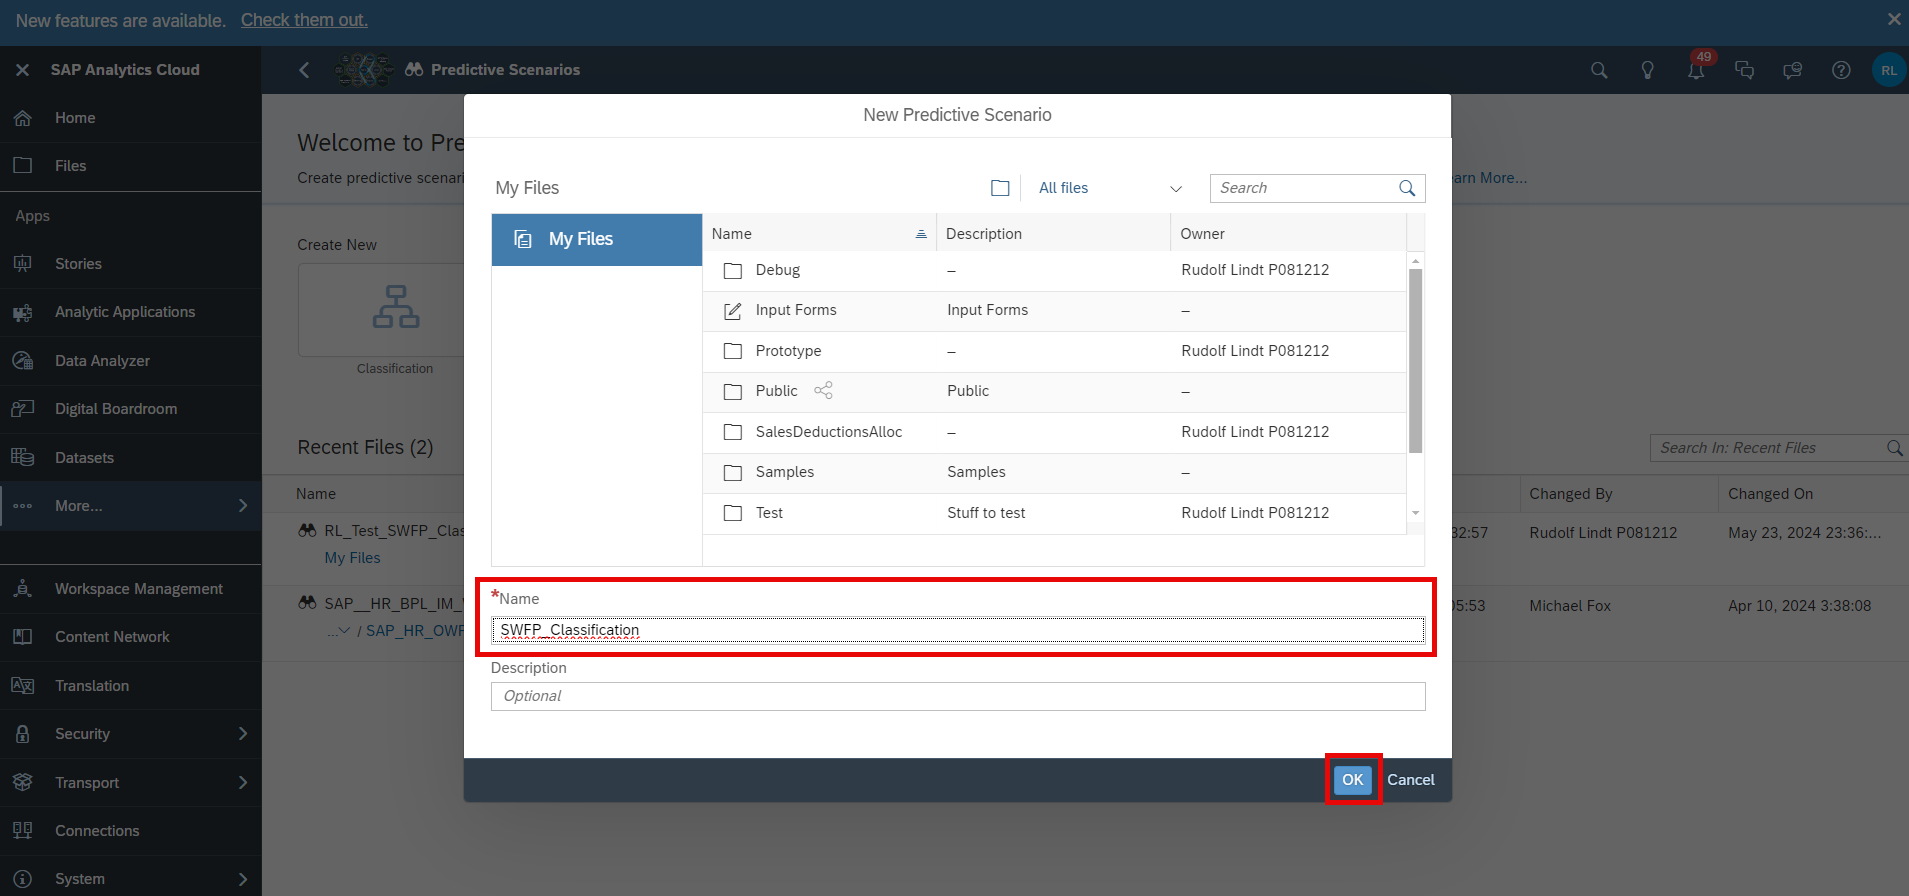 New features are available. Check them out.
SAP Analytics Cloud
Predictive Scenarios
49
RL
Home
Files
Apps
Stories
Analytic Applications
Data Analyzer
Digital Boardroom
Datasets
More...
Workspace Management
Content Network
Translation
Security
Transport
Connections
System
Welcome to Pre
Create predictive scenari
arn More...
Create New
Classification
Recent Files (2)
Search In: Recent Files
Name
Changed By
Changed On
RL_Test_SWFP_Clas
32:57
Rudolf Lindt P081212
May 23, 2024 23:36:...
My Files
SAP__HR_BPL_IM_
05:53
Michael Fox
Apr 10, 2024 3:38:08
... / SAP_HR_OWF
New Predictive Scenario
My Files
All files
Search
My Files
Name Description Owner
Debug – Rudolf Lindt P081212
Input Forms Input Forms –
Prototype – Rudolf Lindt P081212
Public Public –
SalesDeductionsAlloc – Rudolf Lindt P081212
Samples Samples –
Test Stuff to test Rudolf Lindt P081212
*Name
SWFP_Classification
Description
Optional
OK Cancel